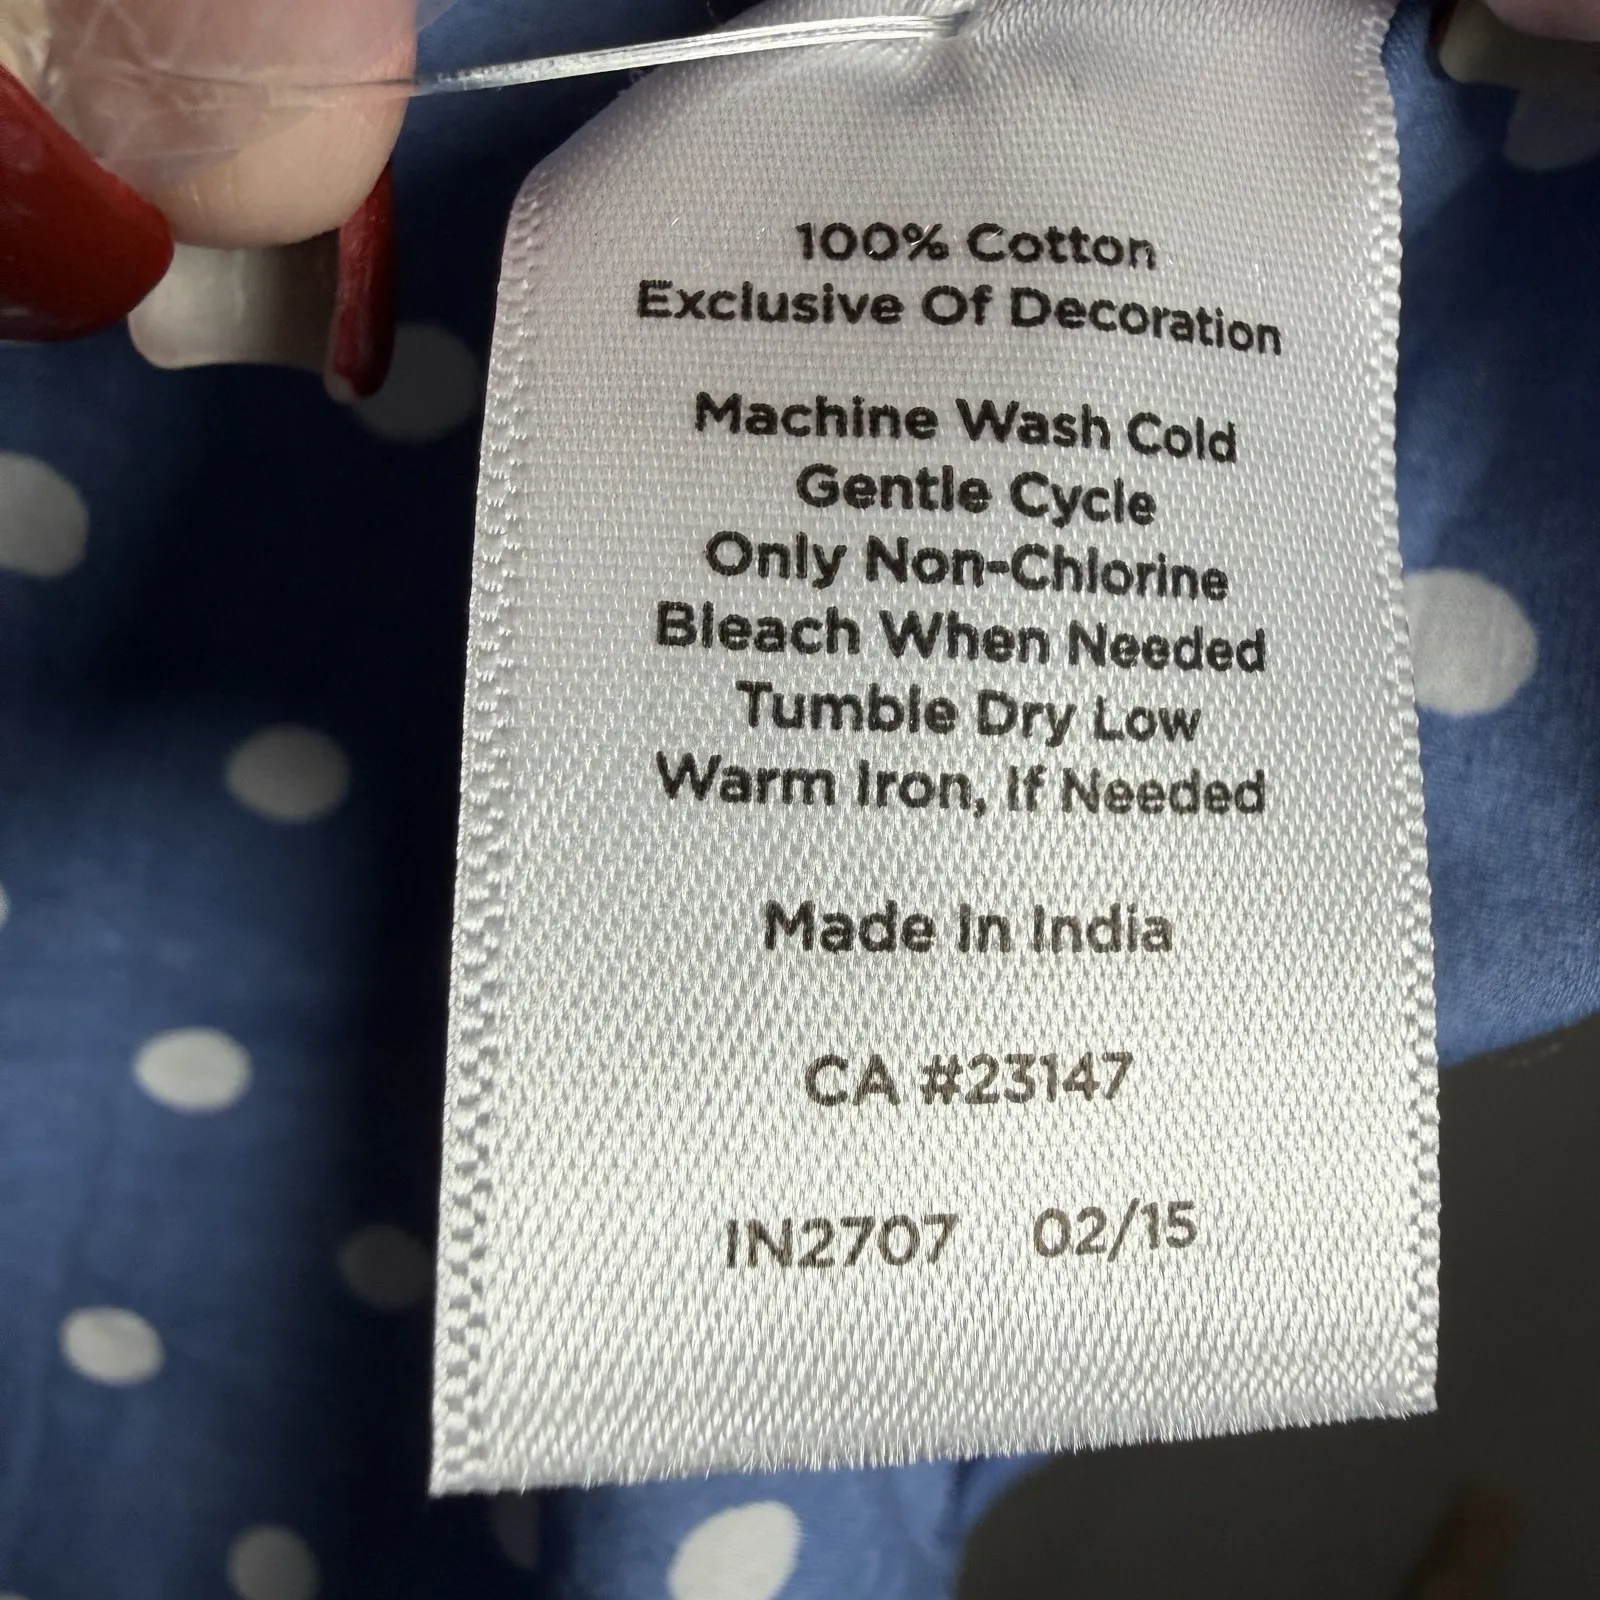 100% Cotton
Exclusive Of Decoration
Machine Wash Cold
Gentle Cycle
Only Non-Chlorine
Bleach When Needed
Tumble Dry Low
Warm Iron, If Needed
Made In India
CA #23147
IN2707 02/15